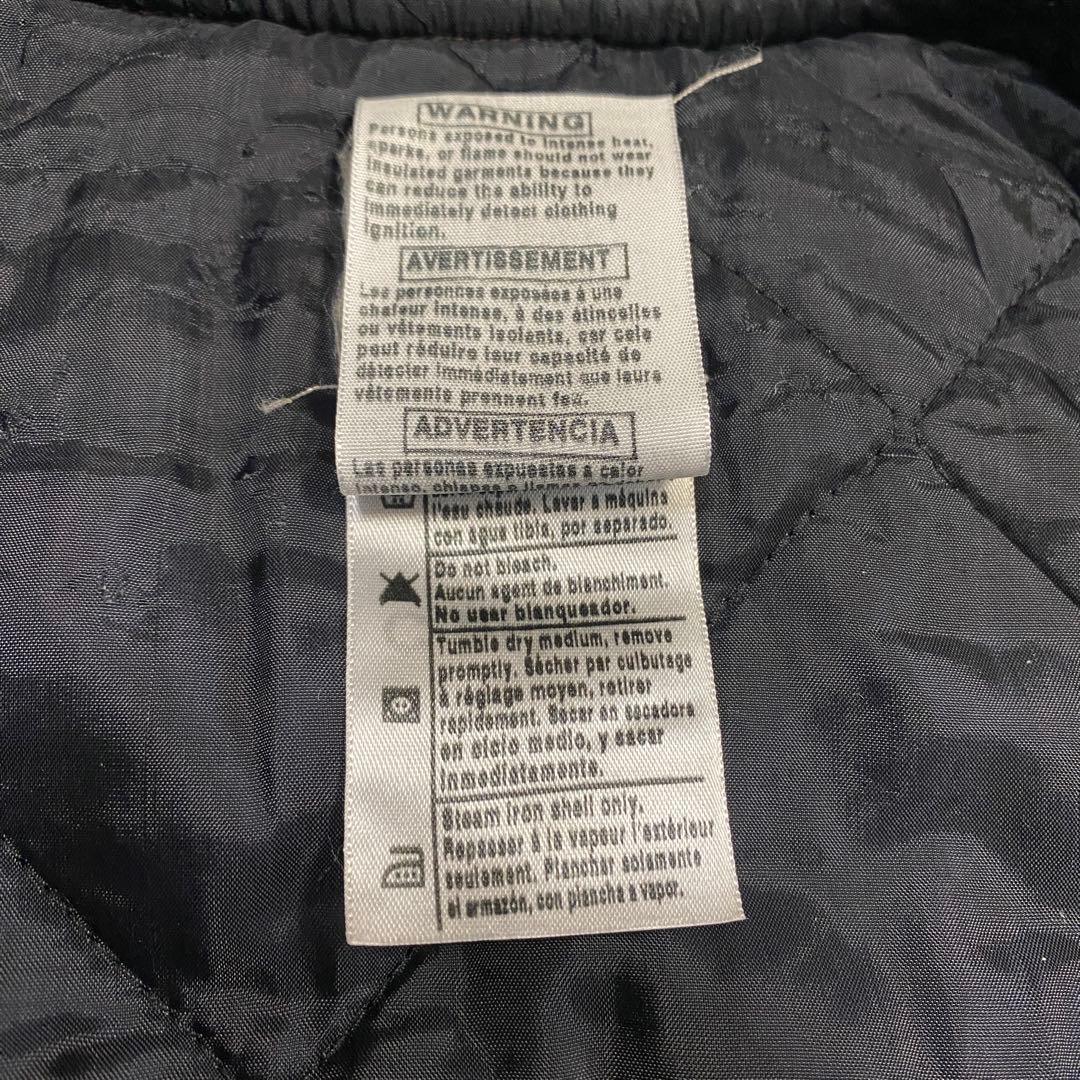 WARNING
Persons exposed to intense heat,
sparks, or flame should not wear
insulated garments because they
can reduce the ability to
immediately detect clothing
ignition.
AVERTISSEMENT
Les personnes exposées à une
chaleur intense, à des étincelles
ou vêtements isolants, car cela
peut réduire leur capacité de
détecter immédiatement que leurs
vêtements prennent feu.
ADVERTENCIA
Las personas expuestas a calor
intenso, chispas
l'eau chaude. Lavar a máquina
con agua tibia, por separado.
Do not bleach.
Aucun agent de blanchiment.
No usar blanqueador.
Tumble dry medium, remove
promptly. Sécher par culbutage
à réglage moyen, retirer
rapidement. Secar en secadora
en ciclo medio, y sacar
inmediatamente.
Steam iron shell only.
Repasser à la vapeur l'extérieur
seulement. Planchar solamente
el armazón, con plancha a vapor.